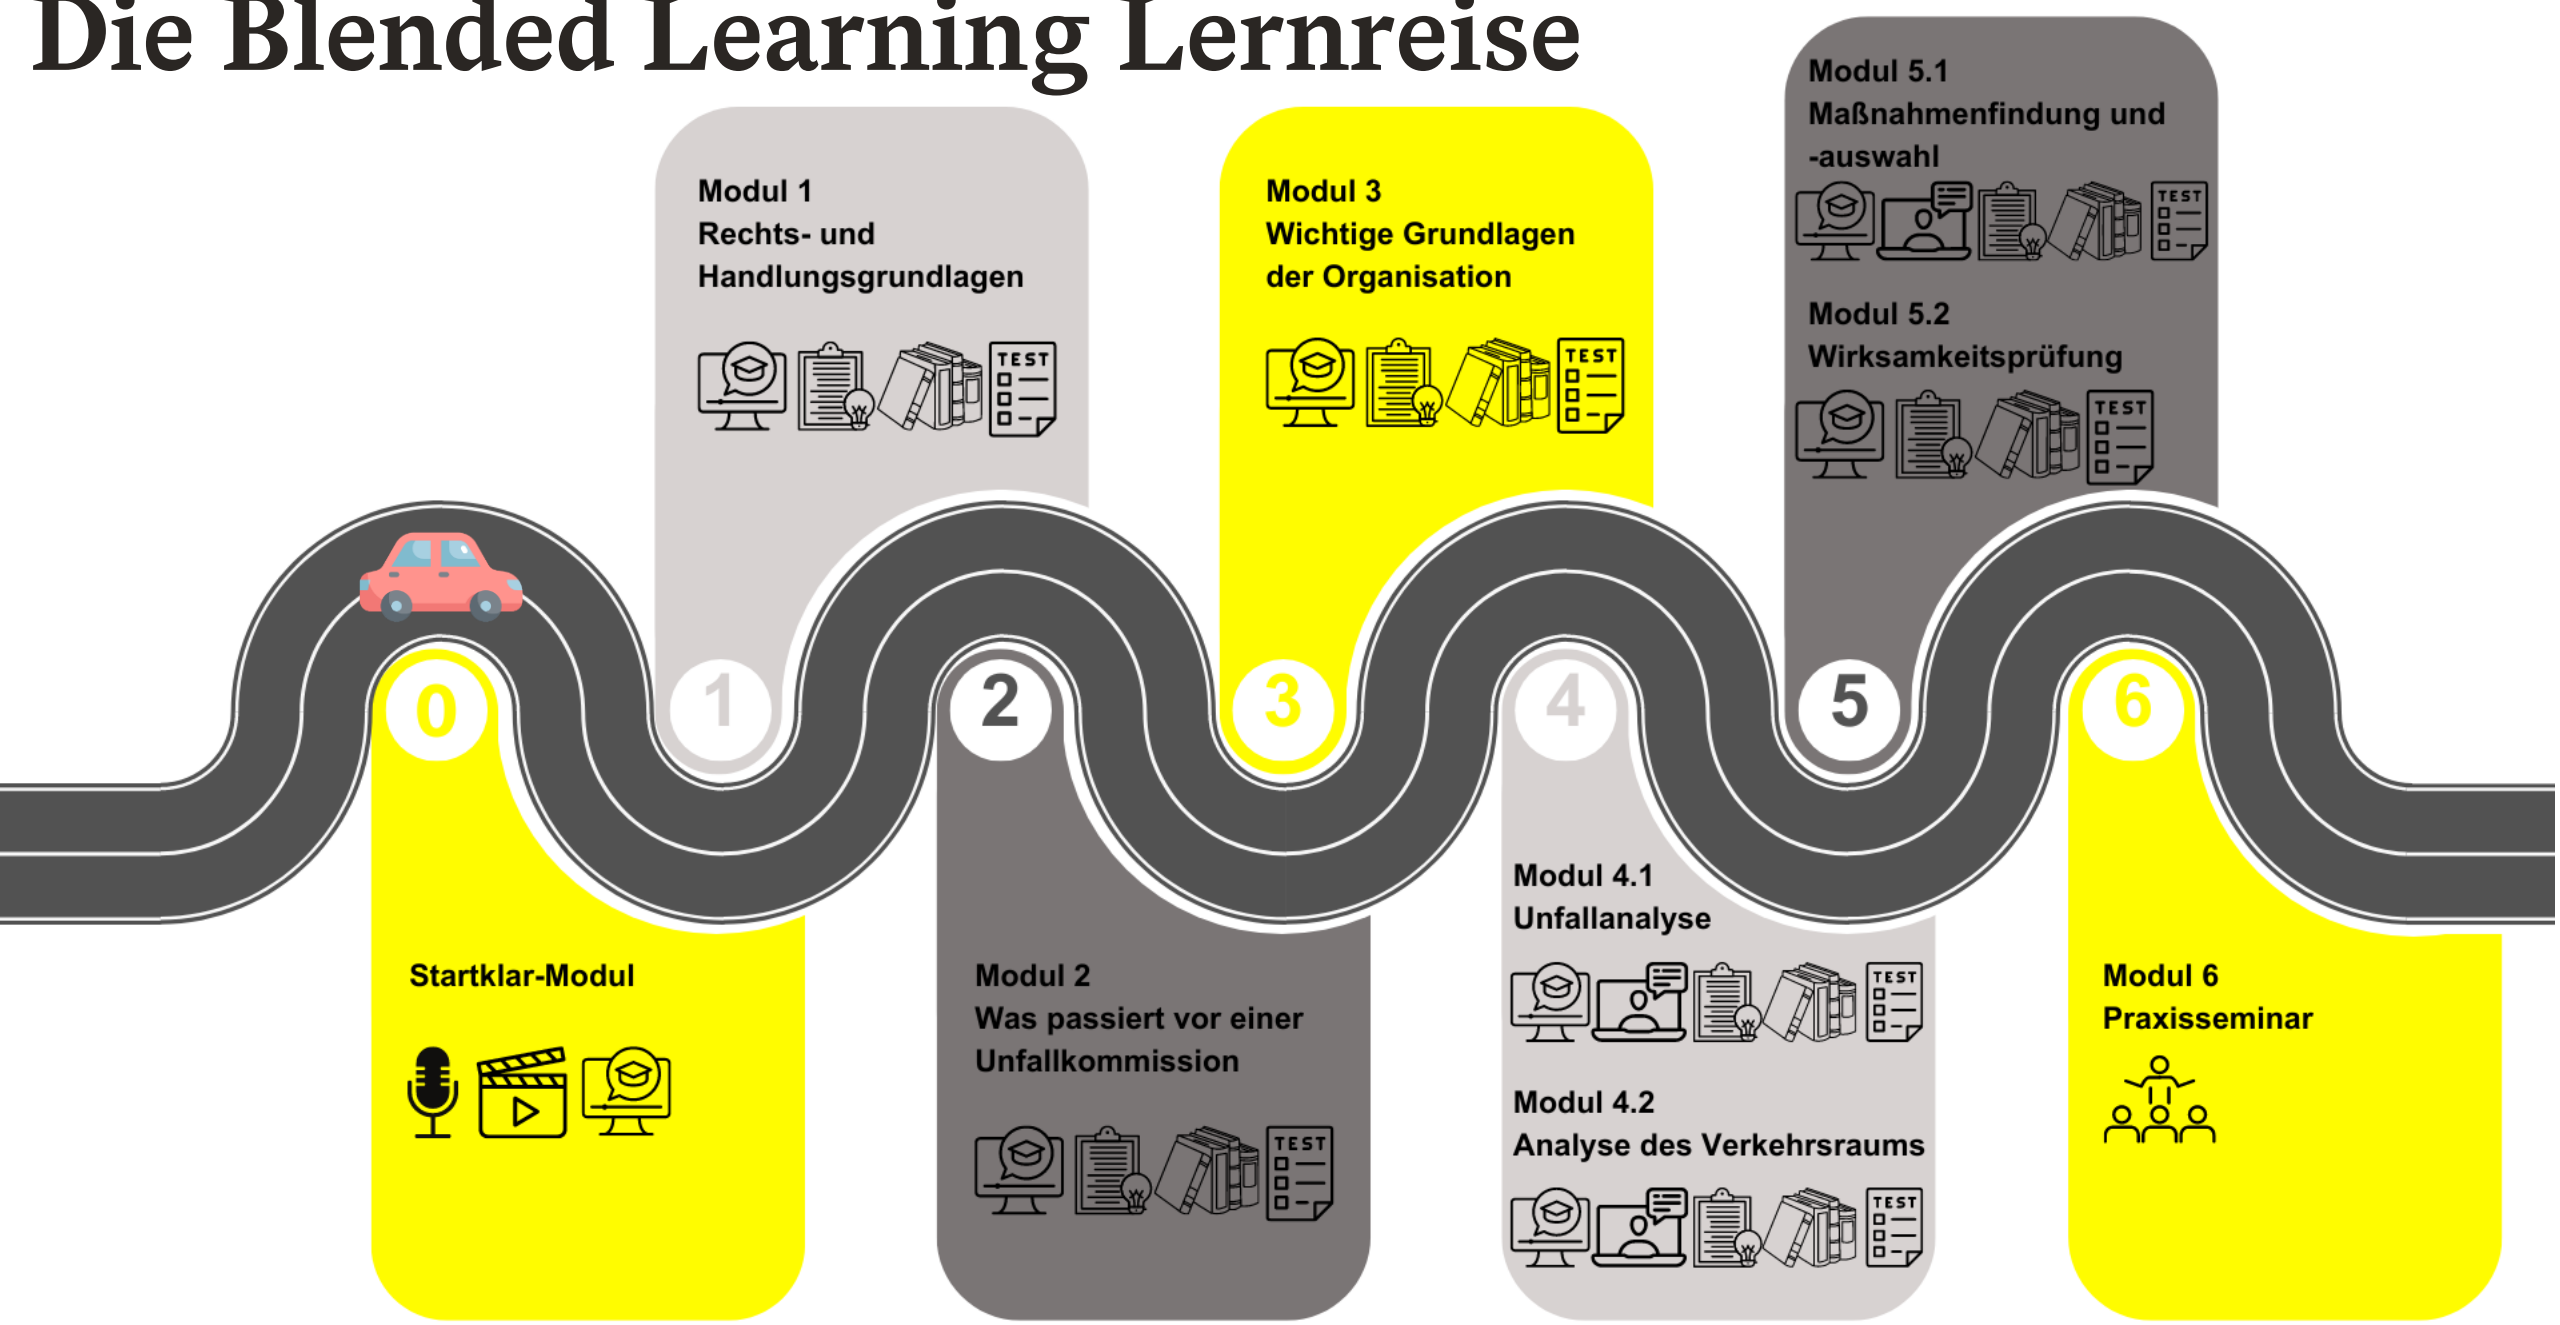 Die Blended Learning Lernreise
0
Startklar-Modul
1
Modul 1
Rechts- und
Handlungsgrundlagen
TEST
2
Modul 2
Was passiert vor einer
Unfallkommission
TEST
3
Modul 3
Wichtige Grundlagen
der Organisation
TEST
4
Modul 4.1
Unfallanalyse
TEST
Modul 4.2
Analyse des Verkehrsraums
TEST
5
Modul 5.1
Maßnahmenfindung und
-auswahl
TEST
Modul 5.2
Wirksamkeitsprüfung
TEST
6
Modul 6
Praxisseminar